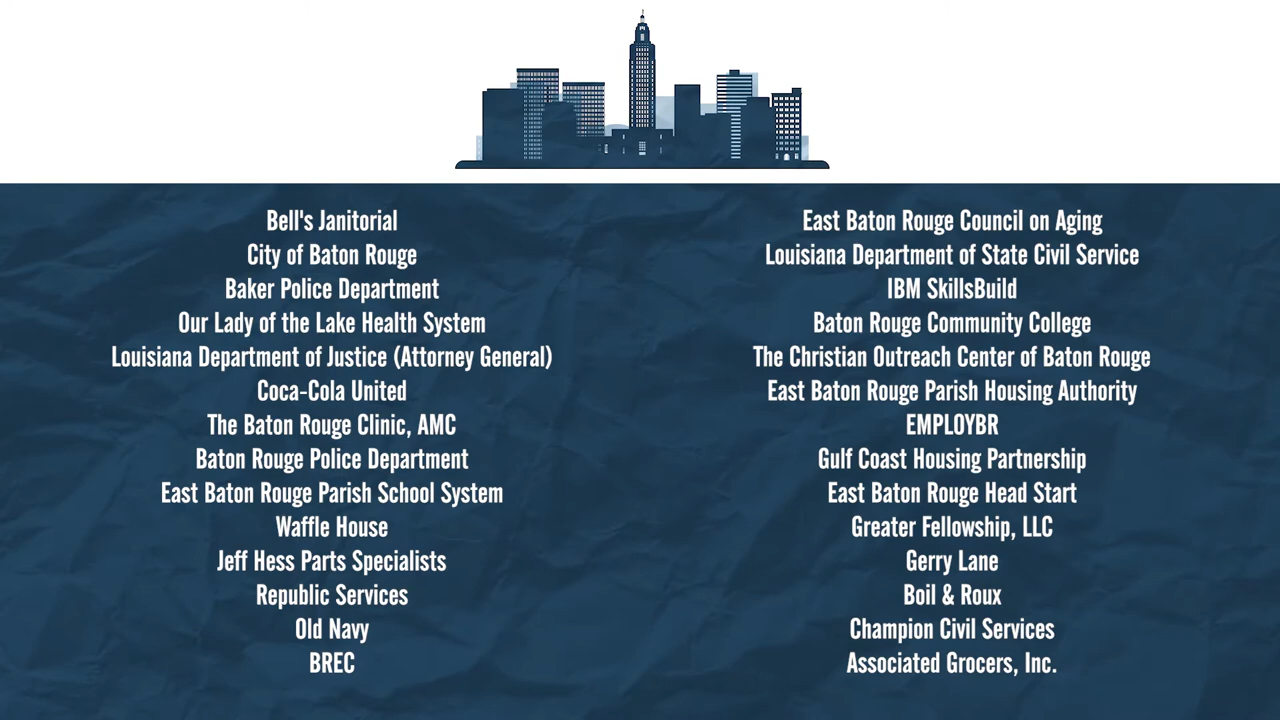 Bell's Janitorial
City of Baton Rouge
Baker Police Department
Our Lady of the Lake Health System
Louisiana Department of Justice (Attorney General)
Coca-Cola United
The Baton Rouge Clinic, AMC
Baton Rouge Police Department
East Baton Rouge Parish School System
Waffle House
Jeff Hess Parts Specialists
Republic Services
Old Navy
BREC
East Baton Rouge Council on Aging
Louisiana Department of State Civil Service
IBM SkillsBuild
Baton Rouge Community College
The Christian Outreach Center of Baton Rouge
East Baton Rouge Parish Housing Authority
EMPLOYBR
Gulf Coast Housing Partnership
East Baton Rouge Head Start
Greater Fellowship, LLC
Gerry Lane
Boil & Roux
Champion Civil Services
Associated Grocers, Inc.